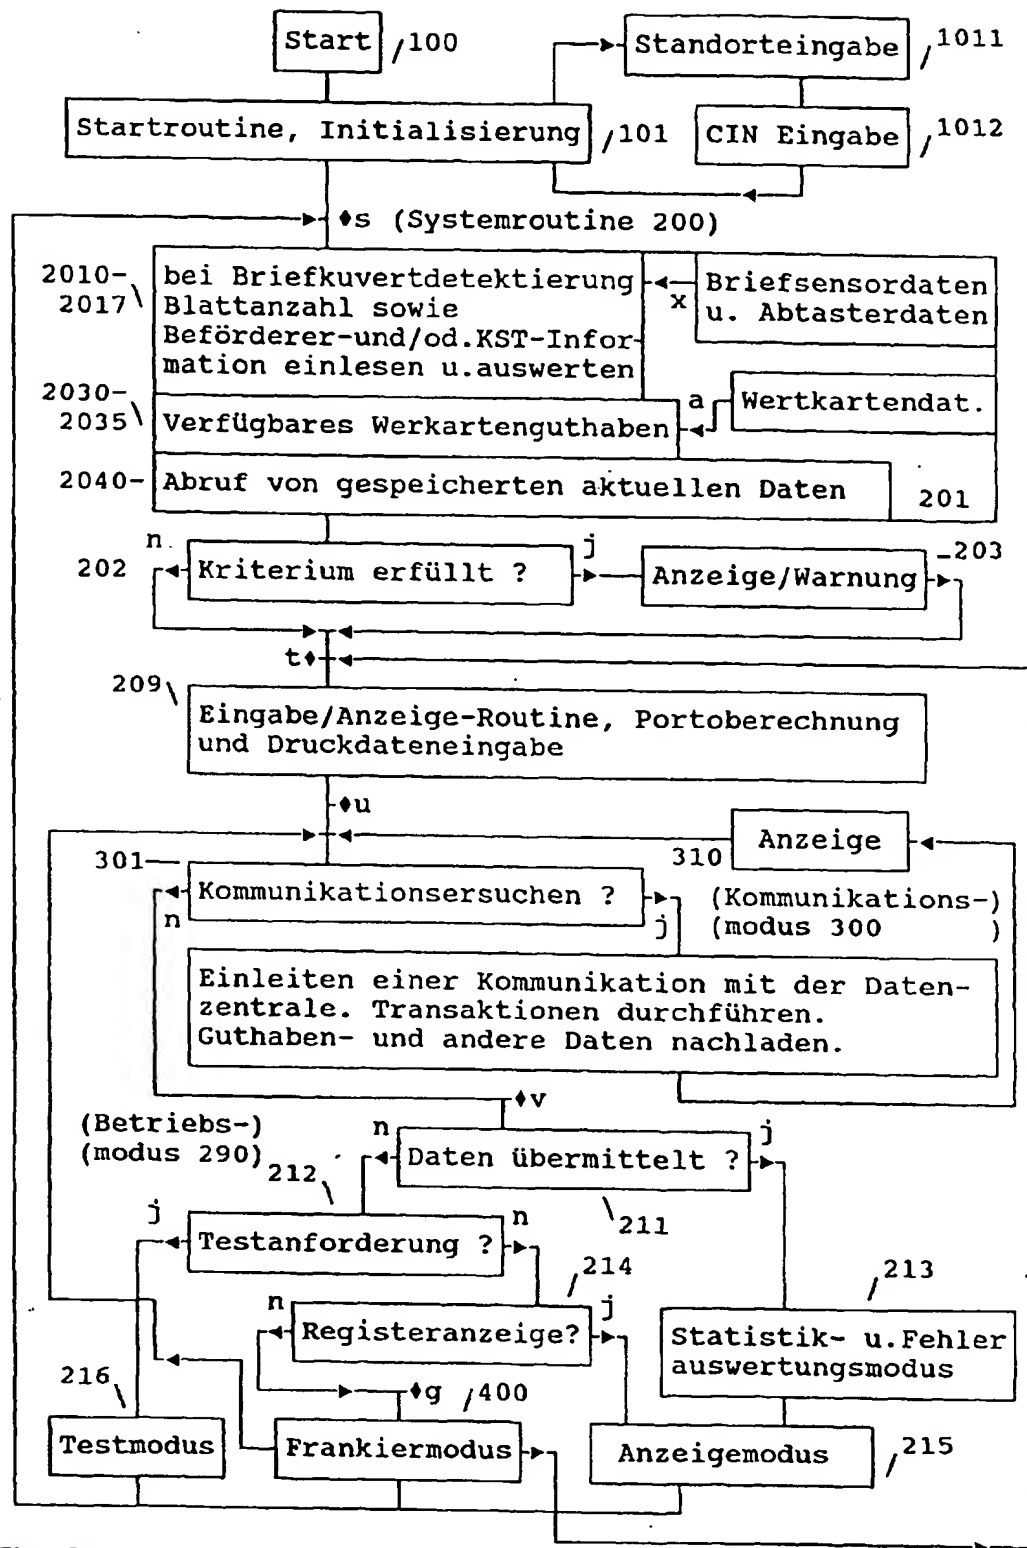 Start /100
Standorteingabe /1011
Startroutine, Initialisierung /101
CIN Eingabe /1012
♦s (Systemroutine 200)
2010-
2017\
bei Briefkuvertdetektierung
Blattanzahl sowie
Beförderer-und/od.KST-Infor-
mation einlesen u.auswerten
x
Briefsensordaten
u. Abtasterdaten
2030-
2035\
Verfügbares Werkartenguthaben
a
Wertkartendat.
2040-
Abruf von gespeicherten aktuellen Daten
201
n
202
Kriterium erfüllt ?
j
Anzeige/Warnung
203
t♦
209\
Eingabe/Anzeige-Routine, Portoberechnung
und Druckdateneingabe
♦u
301
Kommunikationsersuchen ?
n
j
310
Anzeige
(Kommunikations-)
(modus 300 )
Einleiten einer Kommunikation mit der Daten-
zentrale. Transaktionen durchführen.
Guthaben- und andere Daten nachladen.
♦v
(Betriebs-)
(modus 290)
n
Daten übermittelt ?
j
\211
212\
j
Testanforderung ?
n
/214
/213
n
Registeranzeige?
j
Statistik- u.Fehler
auswertungsmodus
216\
♦g /400
Testmodus
Frankiermodus
Anzeigemodus
/215